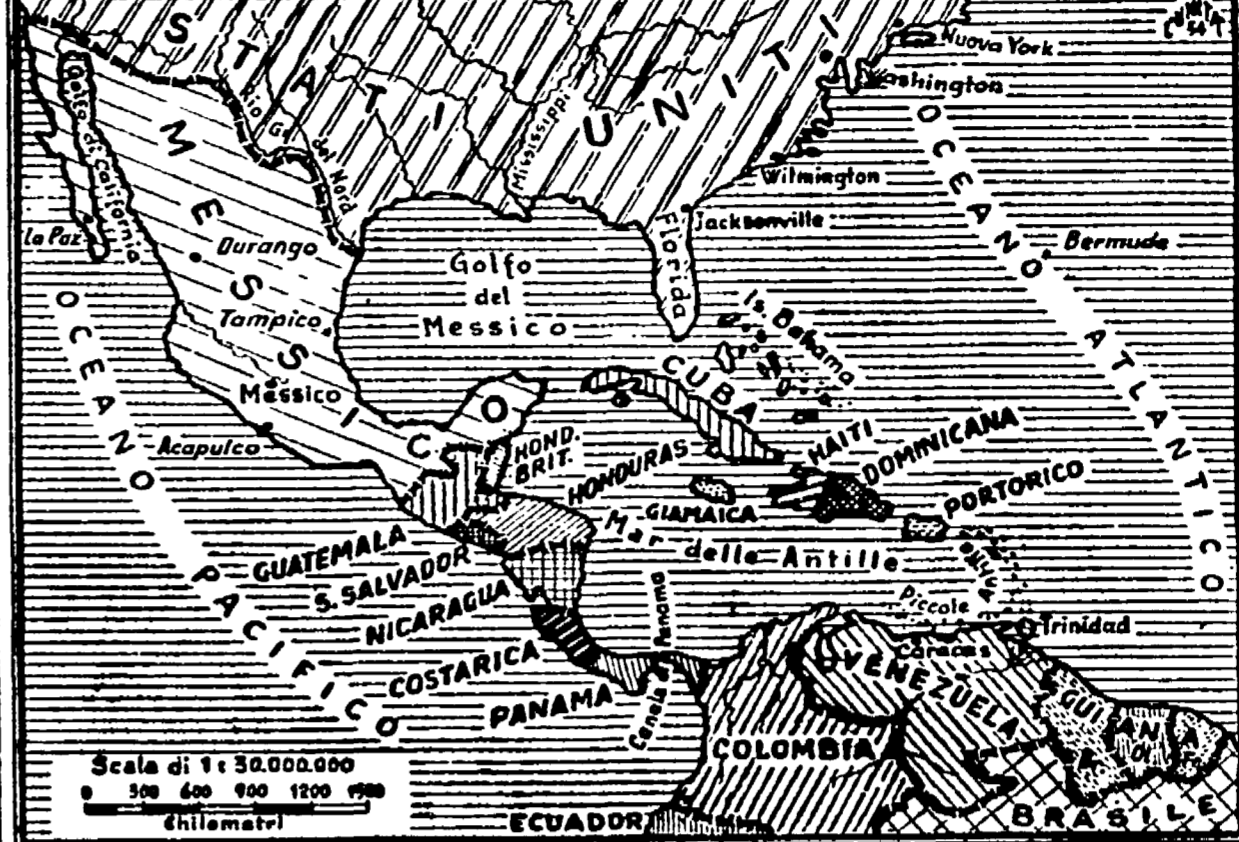 STATI UNITI
Nuova York
Washington
Golfo di California
Rio Gr. del Nord
Mississippi
OCEANO ATLANTICO
MESSICO
Wilmington
Jacksonville
la Paz
Durango
Florida
Bermude
Golfo
del
Messico
Is. Bahama
OCEANO PACIFICO
Tampico
CUBA
Messico
Acapulco
HOND.
BRIT.
HONDURAS
HAITI
DOMINICANA
GIAMAICA
PORTORICO
GUATEMALA
Mar delle Antille
S. SALVADOR
Piccole Antille
NICARAGUA
Trinidad
Caracas
COSTARICA
VENEZUELA
PANAMA
Canale di Panama
GUIANA
COLOMBIA
Scala di 1:30.000.000
0 300 600 900 1200 1500
Chilometri
ECUADOR
BRASILE